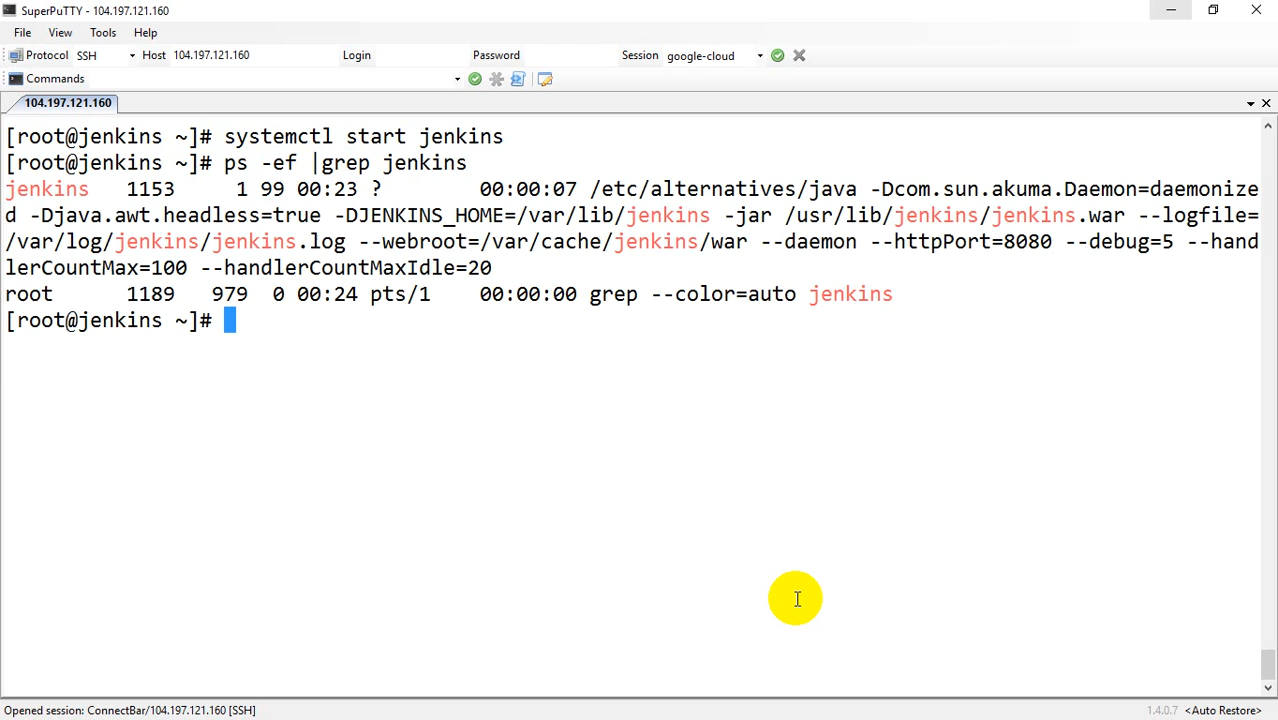 SuperPuTTY - 104.197.121.160
File View Tools Help
Protocol SSH Host 104.197.121.160 Login Password Session google-cloud
Commands
104.197.121.160
[root@jenkins ~]# systemctl start jenkins
[root@jenkins ~]# ps -ef |grep jenkins
jenkins 1153 1 99 00:23 ? 00:00:07 /etc/alternatives/java -Dcom.sun.akuma.Daemon=daemonize
d -Djava.awt.headless=true -DJENKINS_HOME=/var/lib/jenkins -jar /usr/lib/jenkins/jenkins.war --logfile=
/var/log/jenkins/jenkins.log --webroot=/var/cache/jenkins/war --daemon --httpPort=8080 --debug=5 --hand
lerCountMax=100 --handlerCountMaxIdle=20
root 1189 979 0 00:24 pts/1 00:00:00 grep --color=auto jenkins
[root@jenkins ~]#
Opened session: ConnectBar/104.197.121.160 [SSH] 1.4.0.7 <Auto Restore>